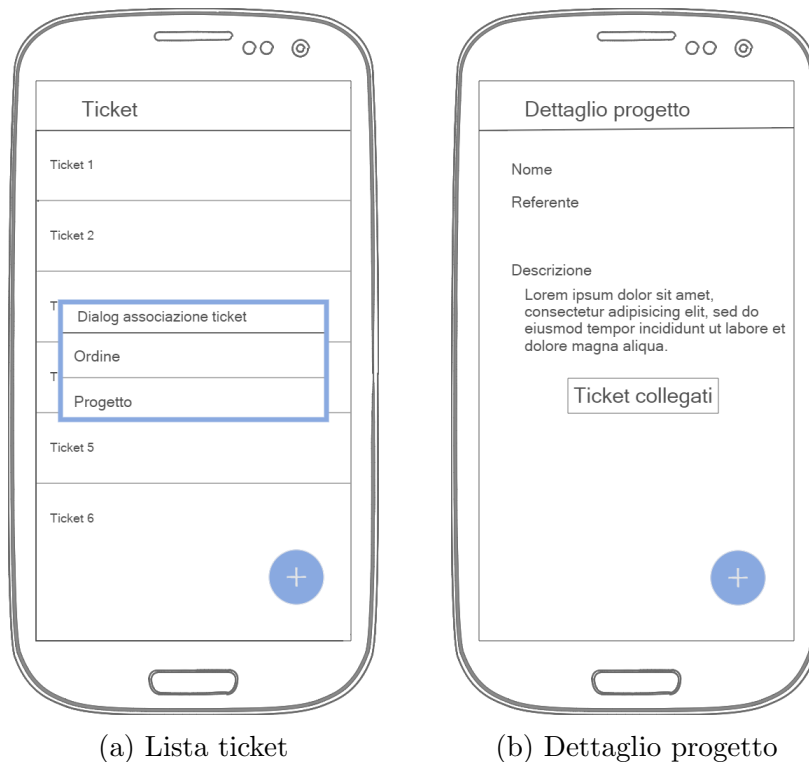 Ticket
Ticket 1
Ticket 2
T
Dialog associazione ticket
Ordine
T
Progetto
Ticket 5
Ticket 6
+
(a) Lista ticket
Dettaglio progetto
Nome
Referente
Descrizione
Lorem ipsum dolor sit amet,
consectetur adipisicing elit, sed do
eiusmod tempor incididunt ut labore et
dolore magna aliqua.
Ticket collegati
+
(b) Dettaglio progetto